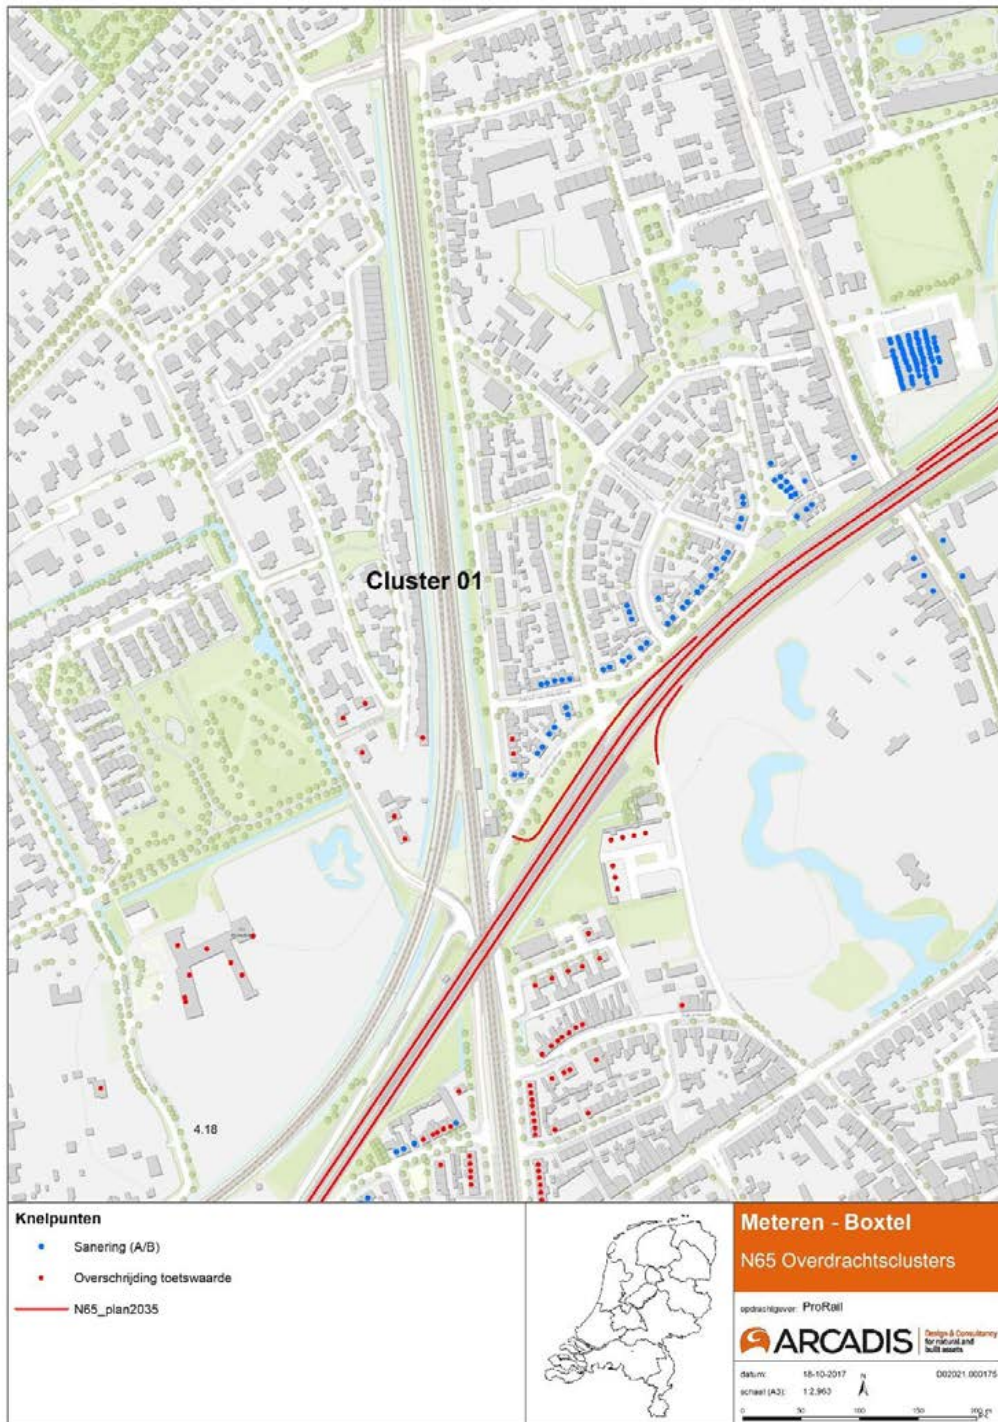 Cluster 01
4.18
Knelpunten
Sanering (A/B)
Overschrijding toetswaarde
N65_plan2035
Meteren - Boxtel
N65 Overdrachtsclusters
opdrachtgever: ProRail
ARCADIS
Design & Consultancy
for natural and
built assets
datum: 18-10-2017 N D02021.000175
schaal (A3): 1:2.963
0 50 100 150